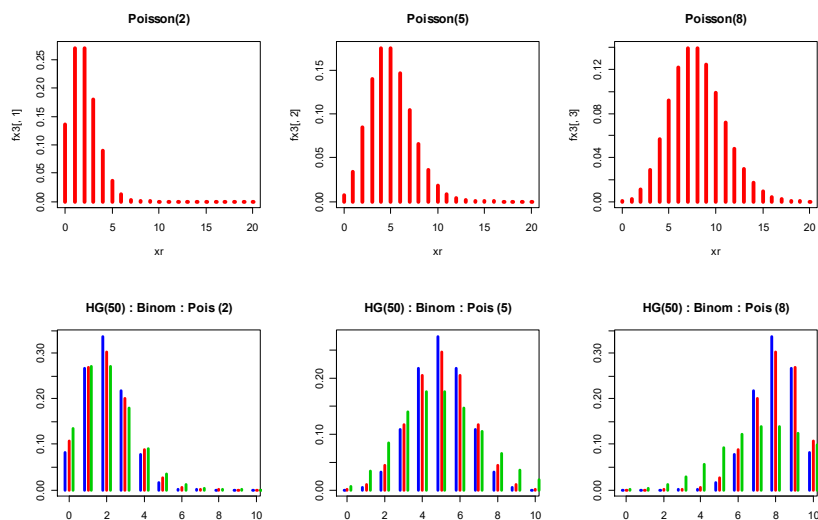 Poisson(2)
Poisson(5)
Poisson(8)
fx3[, 1]
0.00 0.05 0.10 0.15 0.20 0.25
0 5 10 15 20
xr
fx3[, 2]
0.00 0.05 0.10 0.15
0 5 10 15 20
xr
fx3[, 3]
0.00 0.04 0.08 0.12
0 5 10 15 20
xr
HG(50) : Binom : Pois (2)
HG(50) : Binom : Pois (5)
HG(50) : Binom : Pois (8)
0.00 0.10 0.20 0.30
0 2 4 6 8 10
0.00 0.10 0.20
0 2 4 6 8 10
0.00 0.10 0.20 0.30
0 2 4 6 8 10